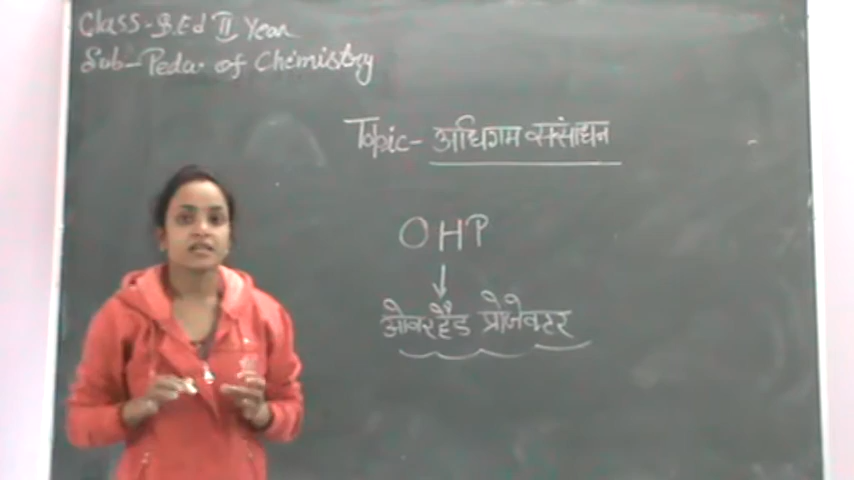 Class-B.Ed II Year
Sub-Peda. of Chemistry
Topic- अधिगम संसाधन
OHP
ओवरहैड प्रोजेक्टर